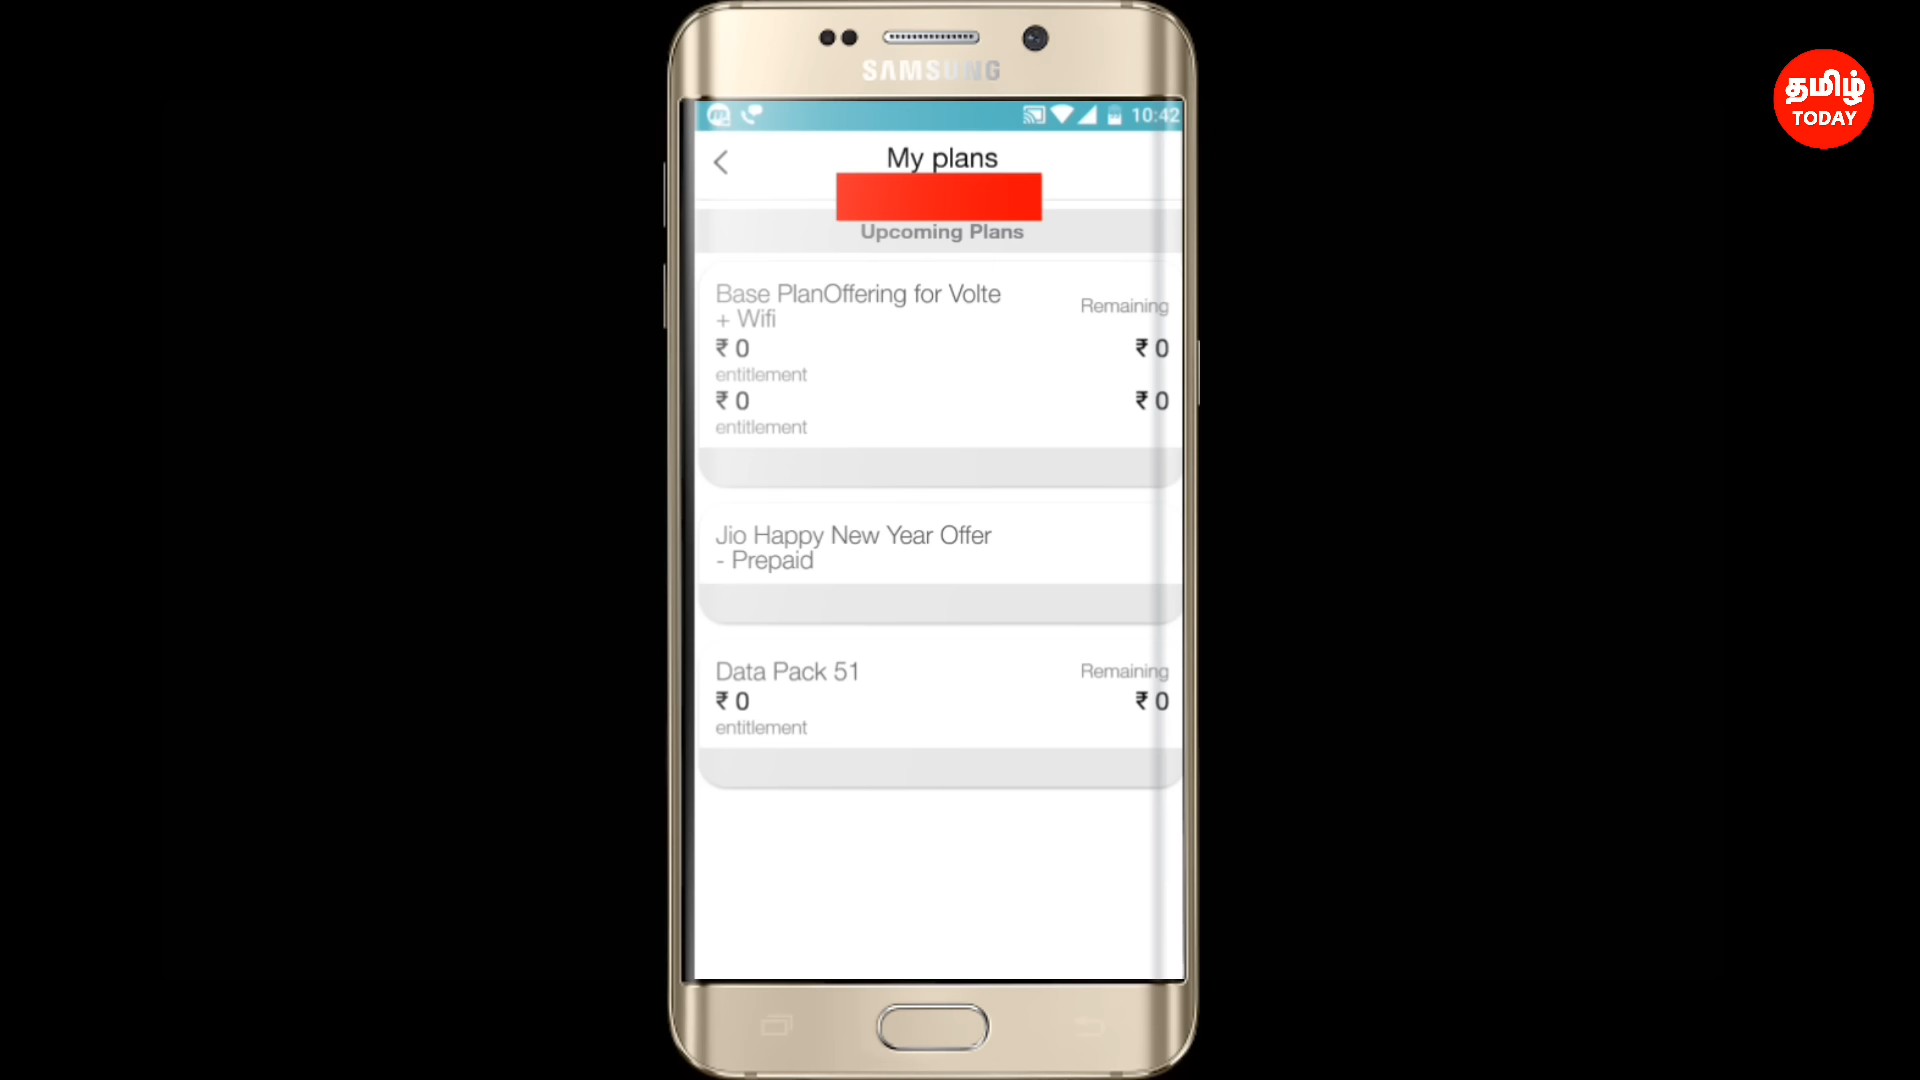 SAMSUNG
தமிழ்
TODAY
10:42
My plans
Upcoming Plans
Base PlanOffering for Volte
+ Wifi
Remaining
₹ 0
₹ 0
entitlement
₹ 0
₹ 0
entitlement
Jio Happy New Year Offer
- Prepaid
Data Pack 51
Remaining
₹ 0
₹ 0
entitlement